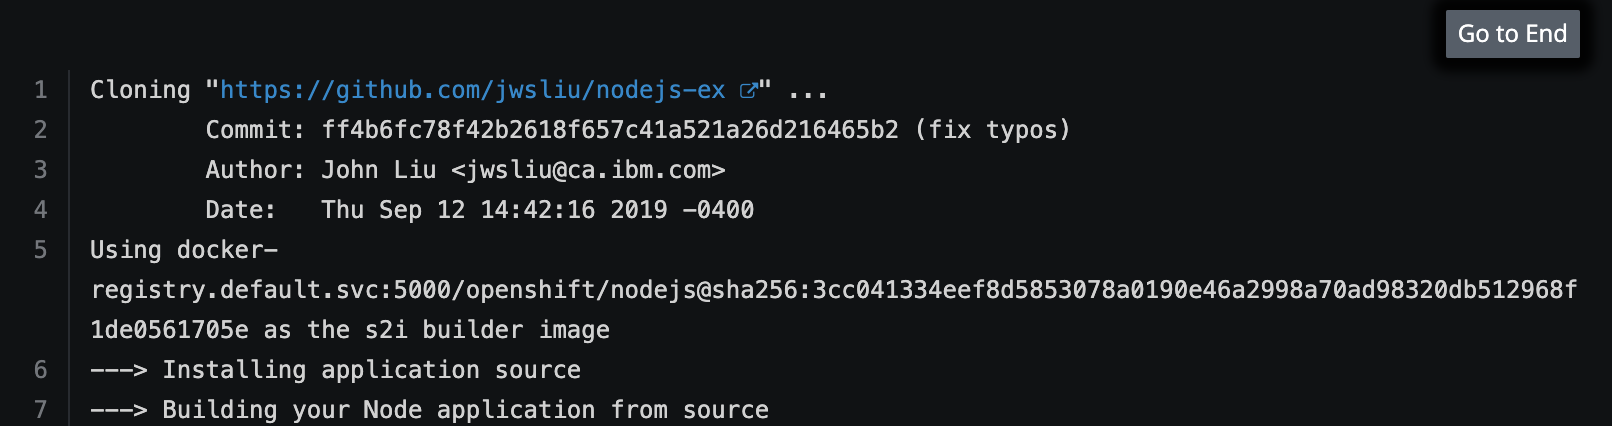 Go to End
1 Cloning "https://github.com/jwsliu/nodejs-ex " ...
2 Commit: ff4b6fc78f42b2618f657c41a521a26d216465b2 (fix typos)
3 Author: John Liu <jwsliu@ca.ibm.com>
4 Date: Thu Sep 12 14:42:16 2019 -0400
5 Using docker-
registry.default.svc:5000/openshift/nodejs@sha256:3cc041334eef8d5853078a0190e46a2998a70ad98320db512968f
1de0561705e as the s2i builder image
6 ---> Installing application source
7 ---> Building your Node application from source